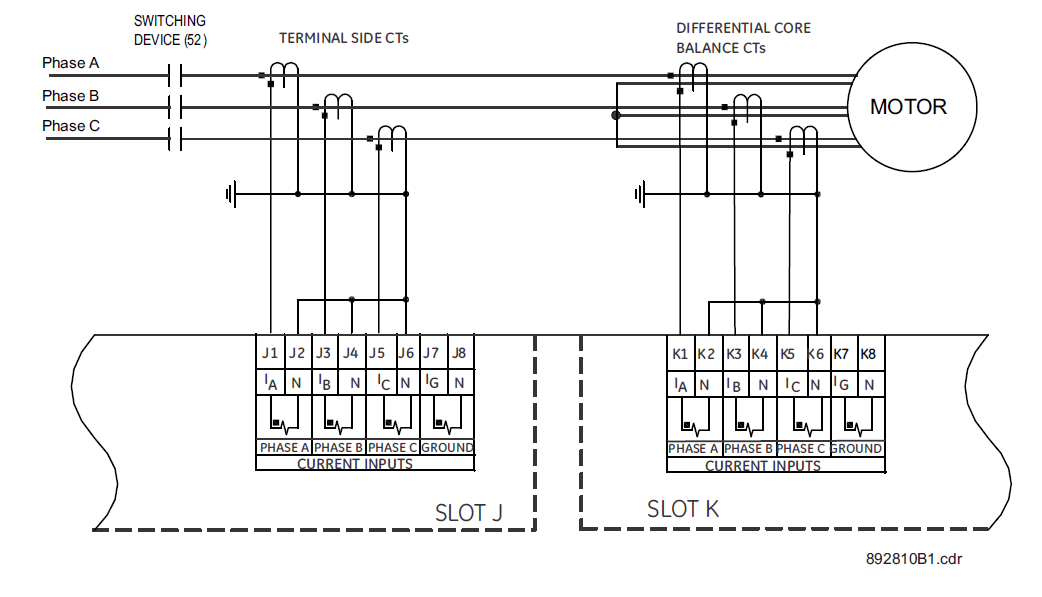 SWITCHING
DEVICE (52)
TERMINAL SIDE CTs
DIFFERENTIAL CORE
BALANCE CTs
Phase A
Phase B
Phase C
MOTOR
J1 J2 J3 J4 J5 J6 J7 J8
IA N IB N IC N IG N
PHASE A PHASE B PHASE C GROUND
CURRENT INPUTS
SLOT J
K1 K2 K3 K4 K5 K6 K7 K8
IA N IB N IC N IG N
PHASE A PHASE B PHASE C GROUND
CURRENT INPUTS
SLOT K
892810B1.cdr